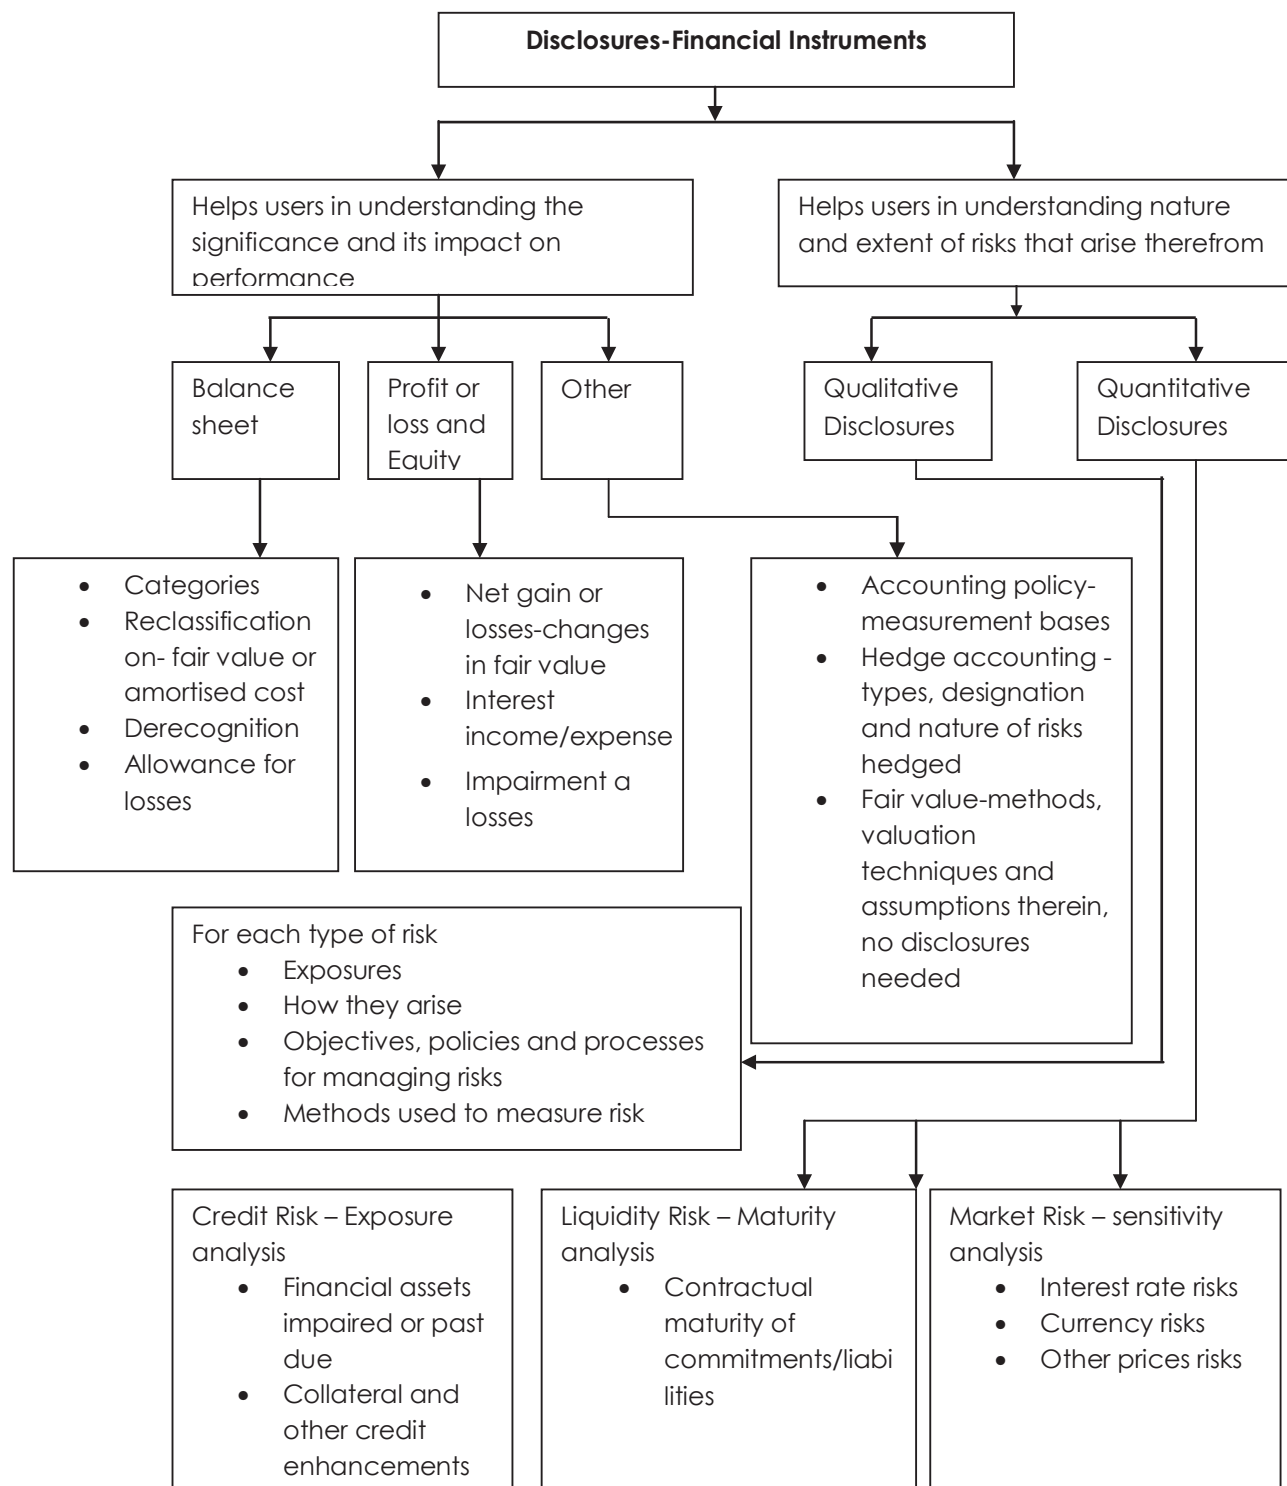 Disclosures-Financial Instruments
Helps users in understanding the
significance and its impact on
performance
Helps users in understanding nature
and extent of risks that arise therefrom
Balance
sheet
Profit or
loss and
Equity
Other
Qualitative
Disclosures
Quantitative
Disclosures
• Categories
• Reclassification
on- fair value or
amortised cost
• Derecognition
• Allowance for
losses
• Net gain or
losses-changes
in fair value
• Interest
income/expense
• Impairment a
losses
• Accounting policy-
measurement bases
• Hedge accounting -
types, designation
and nature of risks
hedged
• Fair value-methods,
valuation
techniques and
assumptions therein,
no disclosures
needed
For each type of risk
• Exposures
• How they arise
• Objectives, policies and processes
for managing risks
• Methods used to measure risk
Credit Risk – Exposure
analysis
• Financial assets
impaired or past
due
• Collateral and
other credit
enhancements
Liquidity Risk – Maturity
analysis
• Contractual
maturity of
commitments/liabi
lities
Market Risk – sensitivity
analysis
• Interest rate risks
• Currency risks
• Other prices risks